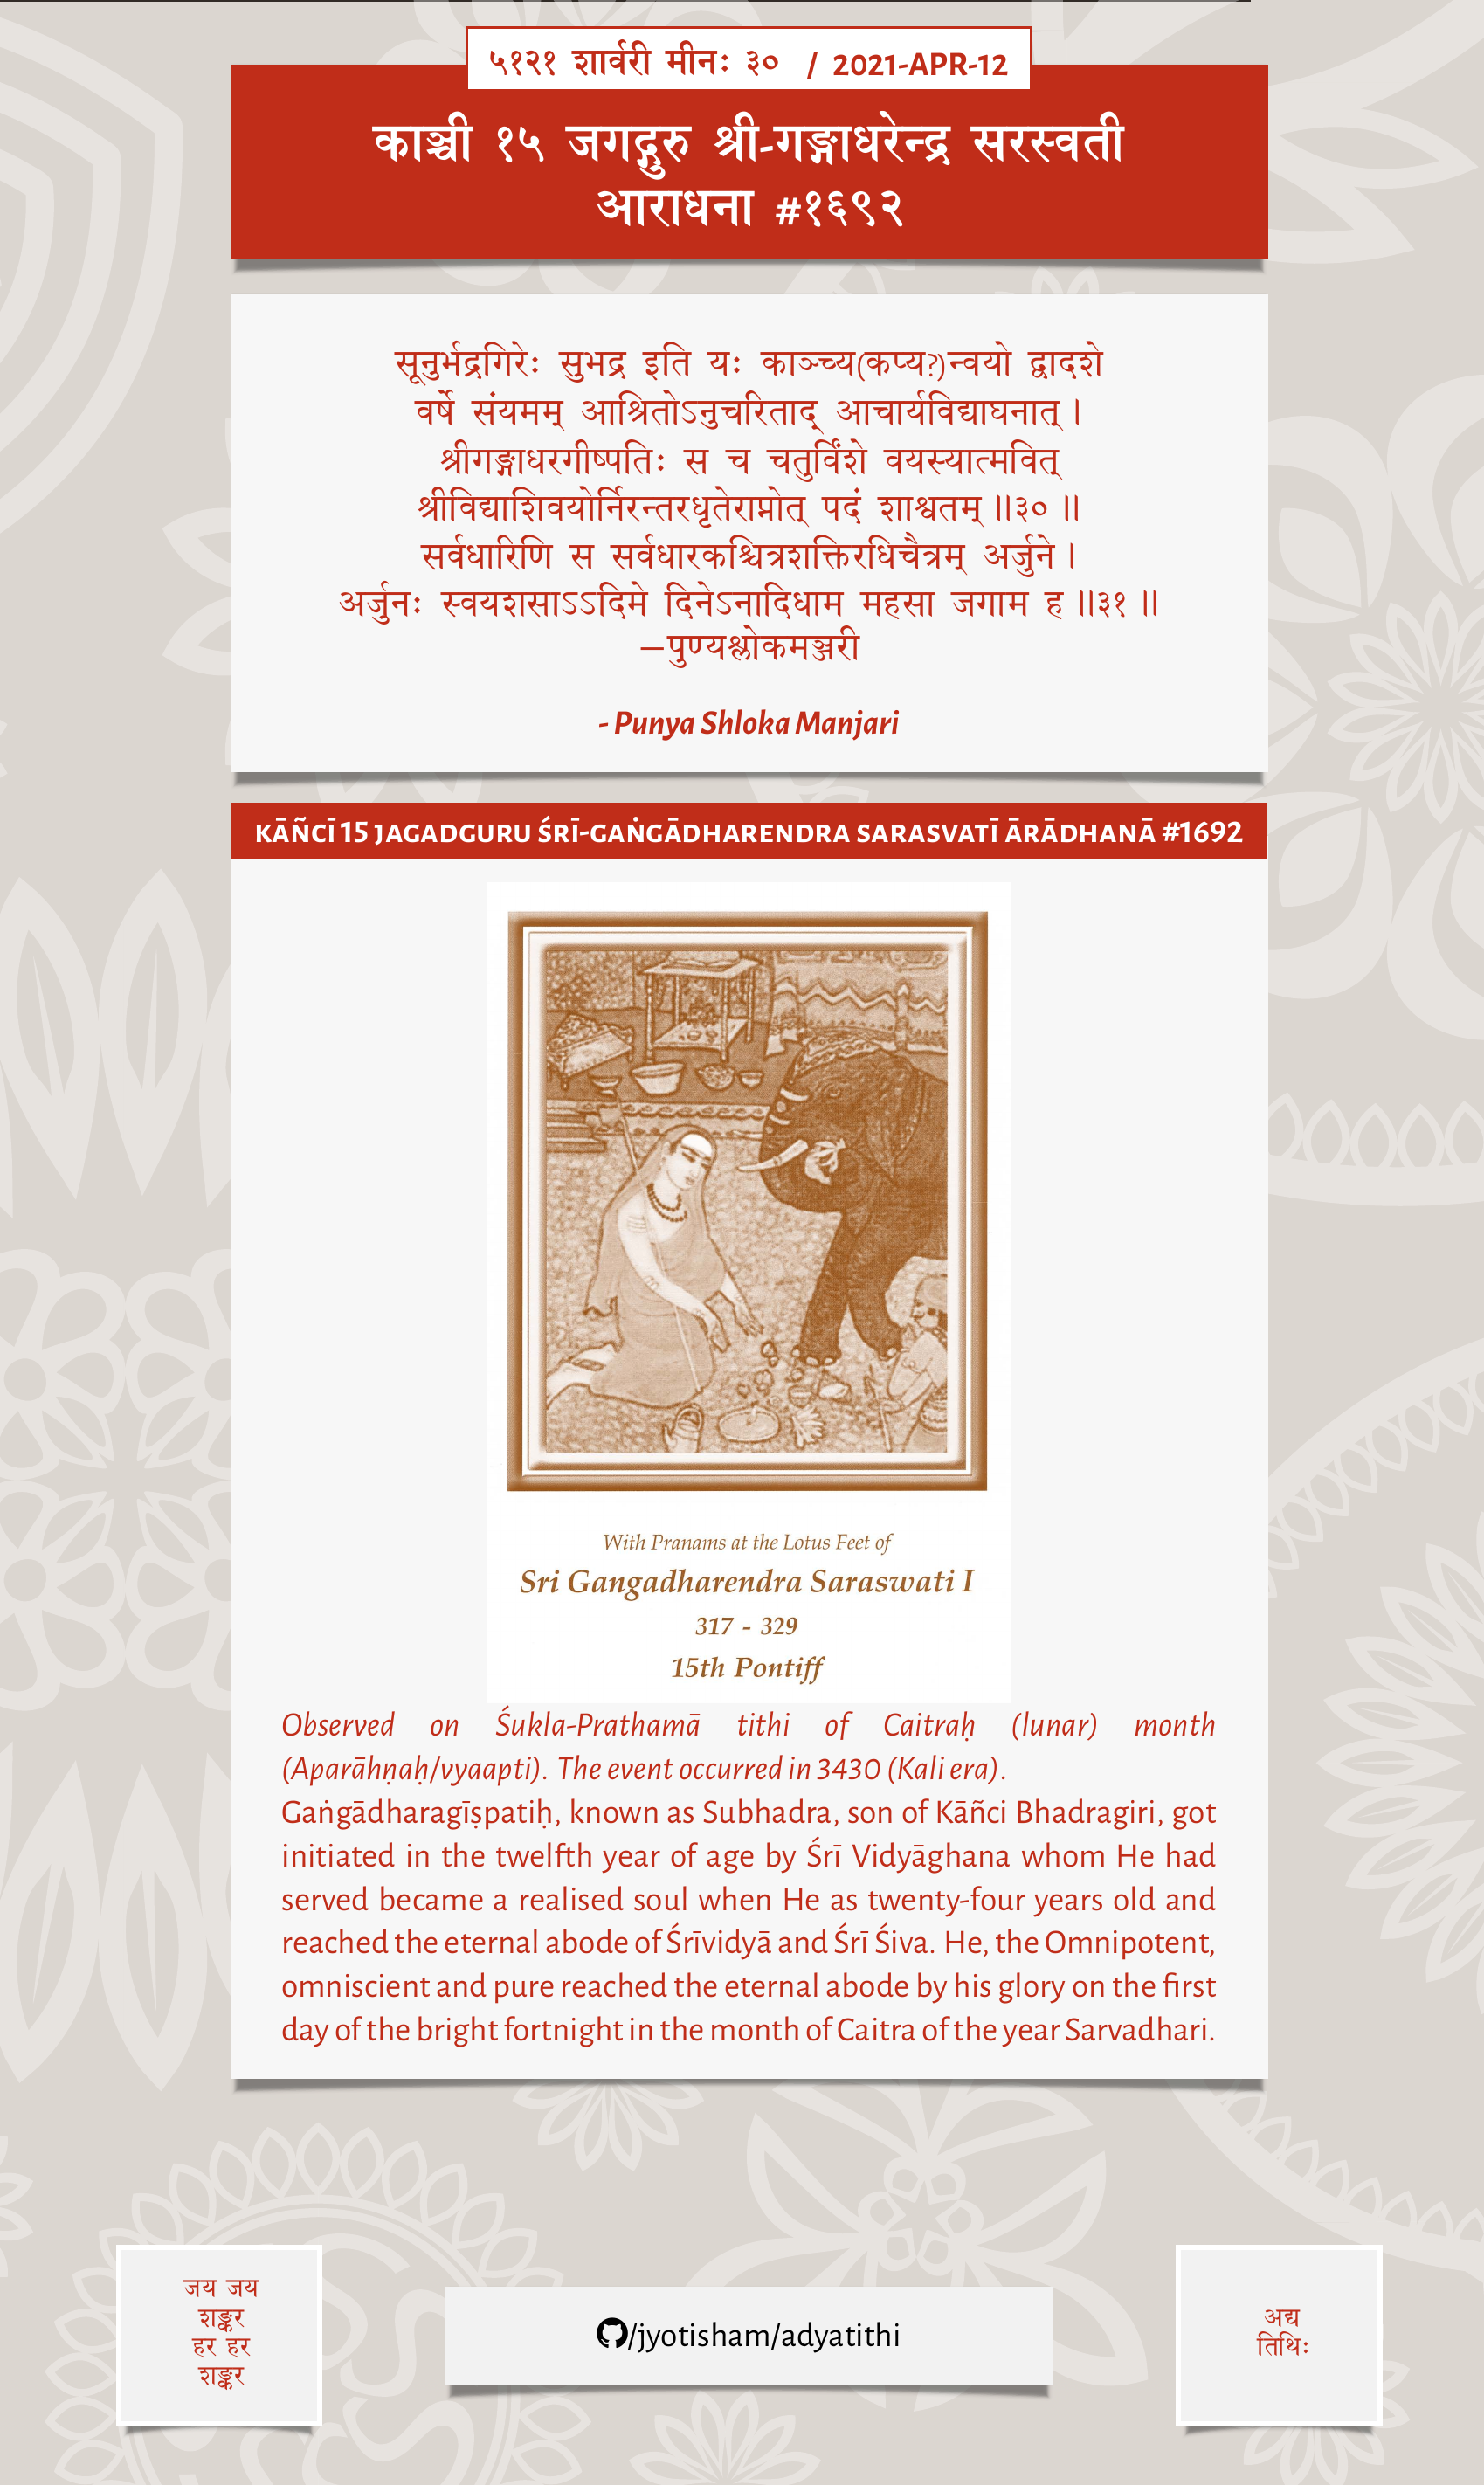 ५१२१ शार्वरी मीनः ३० / 2021-APR-12
काञ्ची १५ जगद्गुरु श्री-गङ्गाधरेन्द्र सरस्वती
आराधना #१६९२
सूनुर्भद्रगिरेः सुभद्र इति यः काञ्च्य(कप्य?)न्वयो द्वादशे
वर्षे संयमम् आश्रितोऽनुचरिताद् आचार्यविद्याघनात्।
श्रीगङ्गाधरगीष्पतिः स च चतुर्विंशे वयस्यात्मवित्
श्रीविद्याशिवयोर्निरन्तरधृतेराप्नोत् पदं शाश्वतम्॥३०॥
सर्वधारिणि स सर्वधारकश्चित्रशक्तिरधिचैत्रम् अर्जुने।
अर्जुनः स्वयशसाऽऽदिमे दिनेऽनादिधाम महसा जगाम ह॥३१॥
—पुण्यश्लोकमञ्जरी
- Punya Shloka Manjari
KĀÑCĪ 15 JAGADGURU ŚRĪ-GAṄGĀDHARENDRA SARASVATĪ ĀRĀDHANĀ #1692
With Pranams at the Lotus Feet of
Sri Gangadharendra Saraswati I
317 - 329
15th Pontiff
Observed on Śukla-Prathamā tithi of Caitraḥ (lunar) month
(Aparāhṇaḥ/vyaapti). The event occurred in 3430 (Kali era).
Gaṅgādharagīṣpatiḥ, known as Subhadra, son of Kāñci Bhadragiri, got
initiated in the twelfth year of age by Śrī Vidyāghana whom He had
served became a realised soul when He as twenty-four years old and
reached the eternal abode of Śrīvidyā and Śrī Śiva. He, the Omnipotent,
omniscient and pure reached the eternal abode by his glory on the first
day of the bright fortnight in the month of Caitra of the year Sarvadhari.
जय जय
शङ्कर
हर हर
शङ्कर
/jyotisham/adyatithi
अद्य
तिथिः